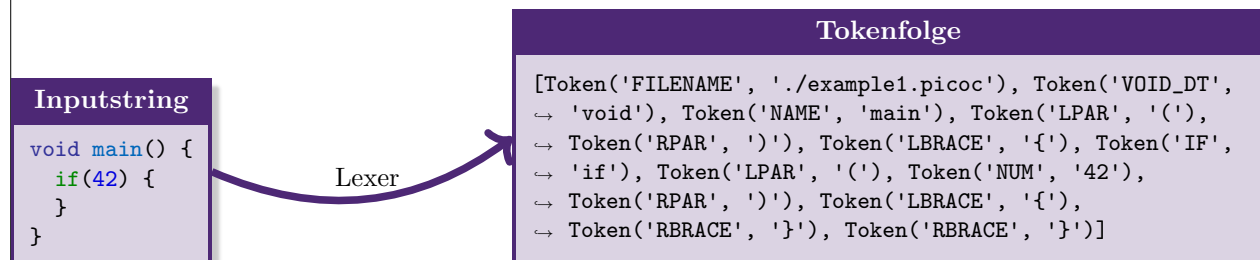 Inputstring
void main() {
  if(42) {
  }
}
Lexer
Tokenfolge
[Token('FILENAME', './example1.picoc'), Token('VOID_DT',
↪ 'void'), Token('NAME', 'main'), Token('LPAR', '('),
↪ Token('RPAR', ')'), Token('LBRACE', '{'), Token('IF',
↪ 'if'), Token('LPAR', '('), Token('NUM', '42'),
↪ Token('RPAR', ')'), Token('LBRACE', '{'),
↪ Token('RBRACE', '}'), Token('RBRACE', '}')]